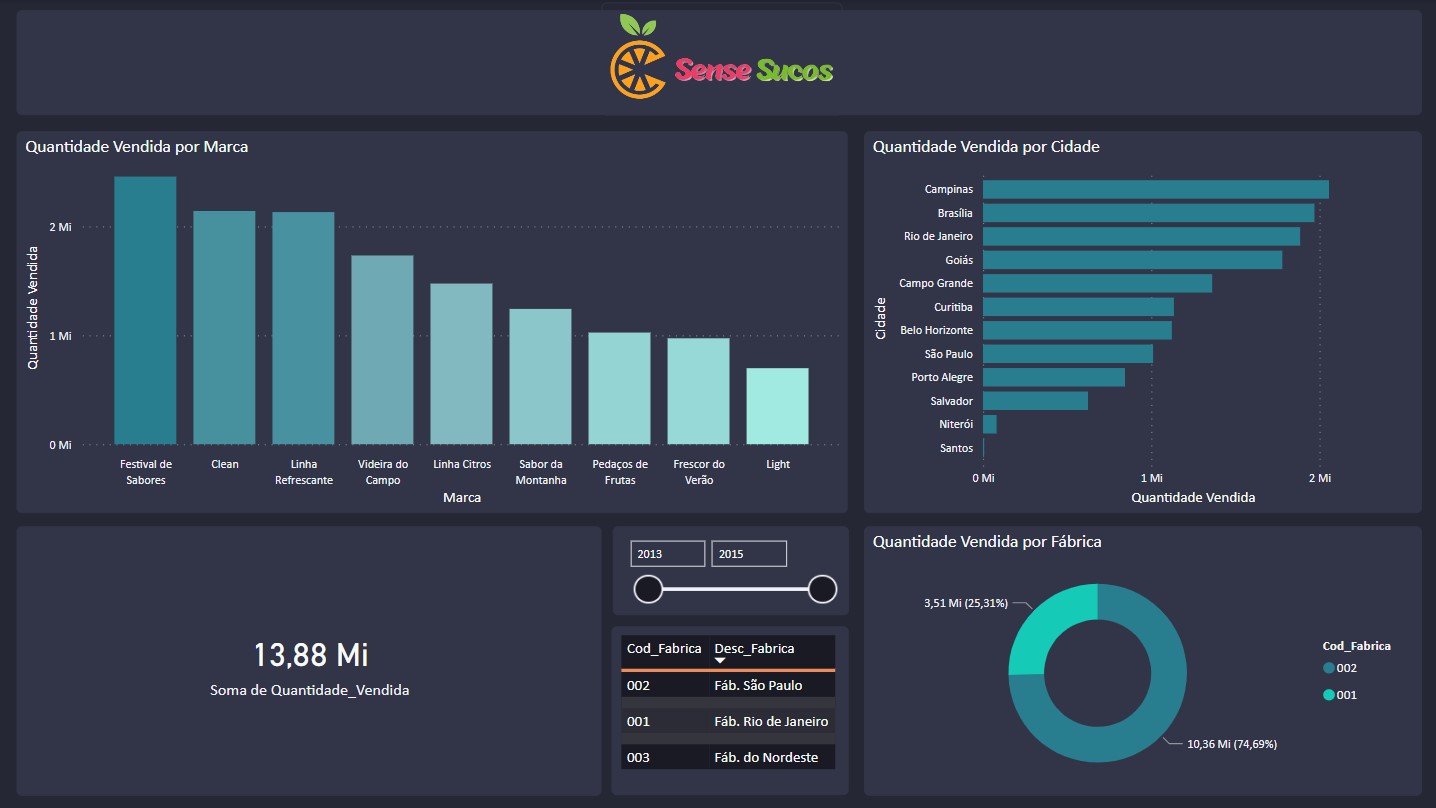 Sense Sucos
Quantidade Vendida por Marca
Quantidade Vendida
2 Mi
1 Mi
0 Mi
Festival de
Sabores
Clean
Linha
Refrescante
Videira do
Campo
Linha Citros
Sabor da
Montanha
Pedaços de
Frutas
Frescor do
Verão
Light
Marca
Quantidade Vendida por Cidade
Cidade
Campinas
Brasília
Rio de Janeiro
Goiás
Campo Grande
Curitiba
Belo Horizonte
São Paulo
Porto Alegre
Salvador
Niterói
Santos
0 Mi
1 Mi
2 Mi
Quantidade Vendida
13,88 Mi
Soma de Quantidade_Vendida
2013
2015
Cod_Fabrica Desc_Fabrica
002 Fáb. São Paulo
001 Fáb. Rio de Janeiro
003 Fáb. do Nordeste
Quantidade Vendida por Fábrica
3,51 Mi (25,31%)
10,36 Mi (74,69%)
Cod_Fabrica
002
001